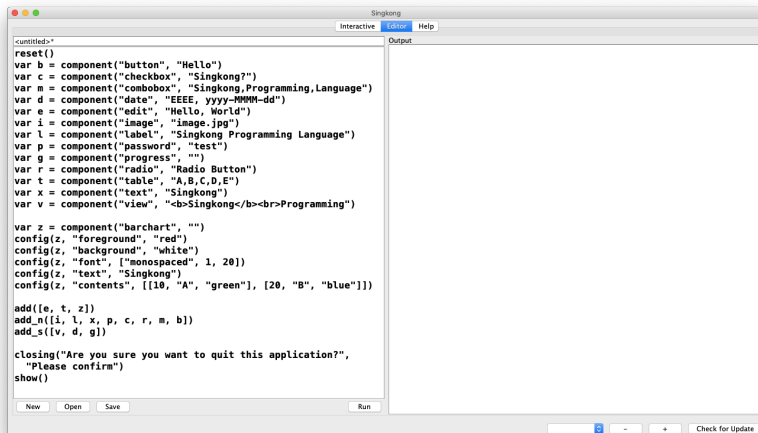 Singkong
Interactive Editor Help
<untitled>*
Output
reset()
var b = component("button", "Hello")
var c = component("checkbox", "Singkong?")
var m = component("combobox", "Singkong,Programming,Language")
var d = component("date", "EEEE, yyyy-MMMM-dd")
var e = component("edit", "Hello, World")
var i = component("image", "image.jpg")
var l = component("label", "Singkong Programming Language")
var p = component("password", "test")
var g = component("progress", "")
var r = component("radio", "Radio Button")
var t = component("table", "A,B,C,D,E")
var x = component("text", "Singkong")
var v = component("view", "<b>Singkong</b><br>Programming")
var z = component("barchart", "")
config(z, "foreground", "red")
config(z, "background", "white")
config(z, "font", ["monospaced", 1, 20])
config(z, "text", "Singkong")
config(z, "contents", [[10, "A", "green"], [20, "B", "blue"]])
add([e, t, z])
add_n([i, l, x, p, c, r, m, b])
add_s([v, d, g])
closing("Are you sure you want to quit this application?",
"Please confirm")
show()
New Open Save Run
- + Check for Update